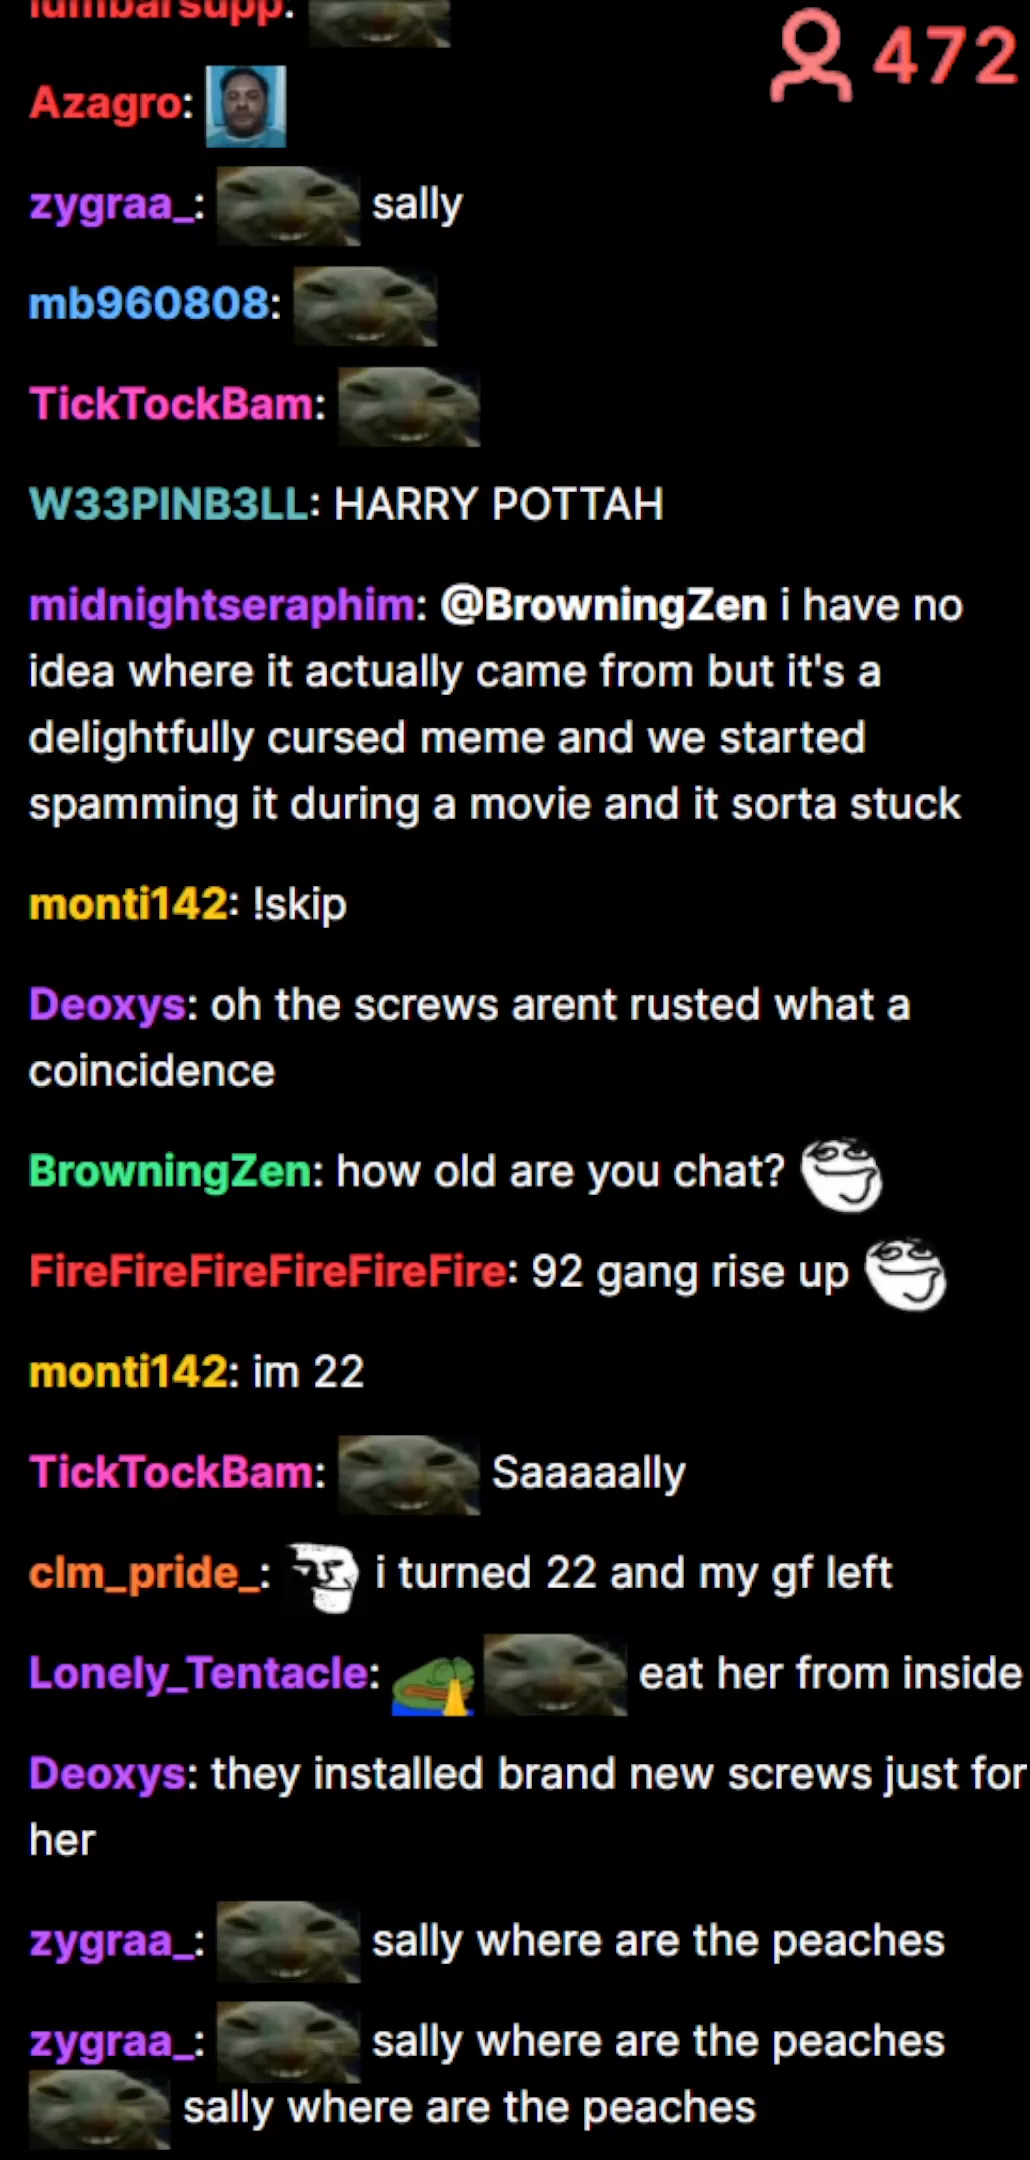 lumbarsupp:
472
Azagro:
zygraa_: sally
mb960808:
TickTockBam:
W33PINB3LL: HARRY POTTAH
midnightseraphim: @BrowningZen i have no
idea where it actually came from but it's a
delightfully cursed meme and we started
spamming it during a movie and it sorta stuck
monti142: !skip
Deoxys: oh the screws arent rusted what a
coincidence
BrowningZen: how old are you chat?
FireFireFireFireFireFire: 92 gang rise up
monti142: im 22
TickTockBam: Saaaaally
clm_pride_: i turned 22 and my gf left
Lonely_Tentacle: eat her from inside
Deoxys: they installed brand new screws just for
her
zygraa_: sally where are the peaches
zygraa_: sally where are the peaches
sally where are the peaches